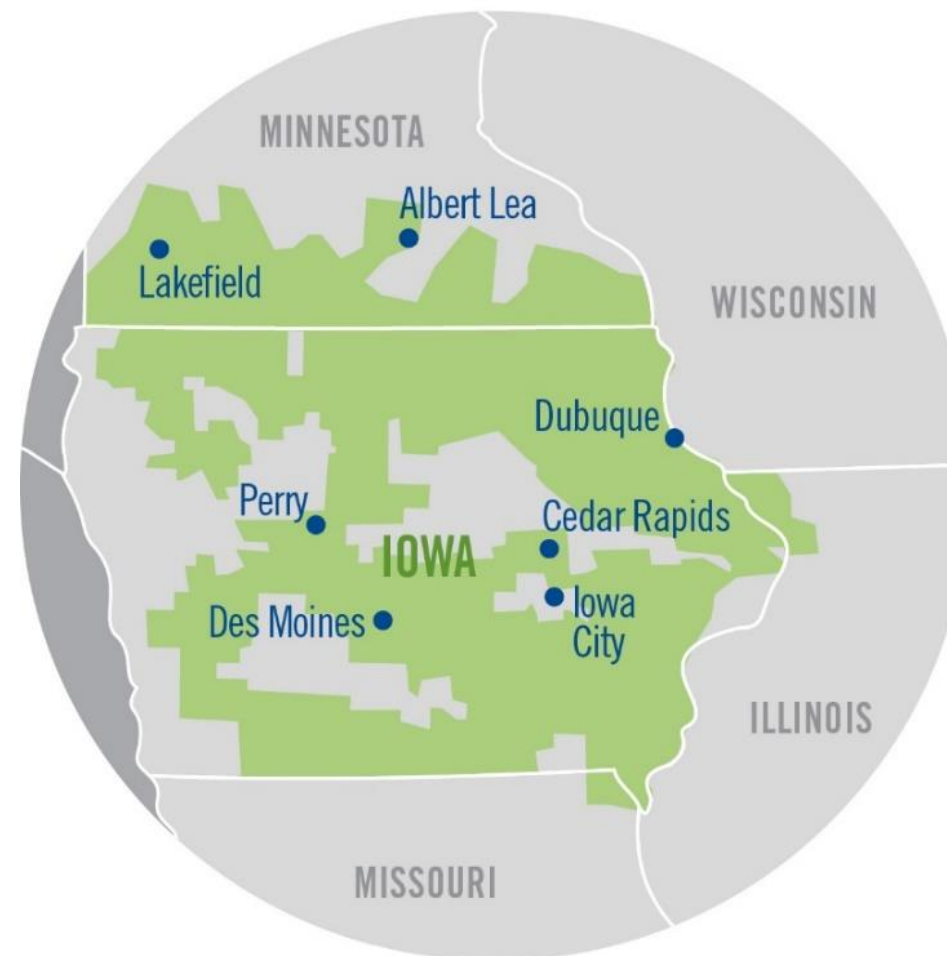 MINNESOTA
Albert Lea
Lakefield
WISCONSIN
Dubuque
Perry
Cedar Rapids
IOWA
Iowa
City
Des Moines
ILLINOIS
MISSOURI